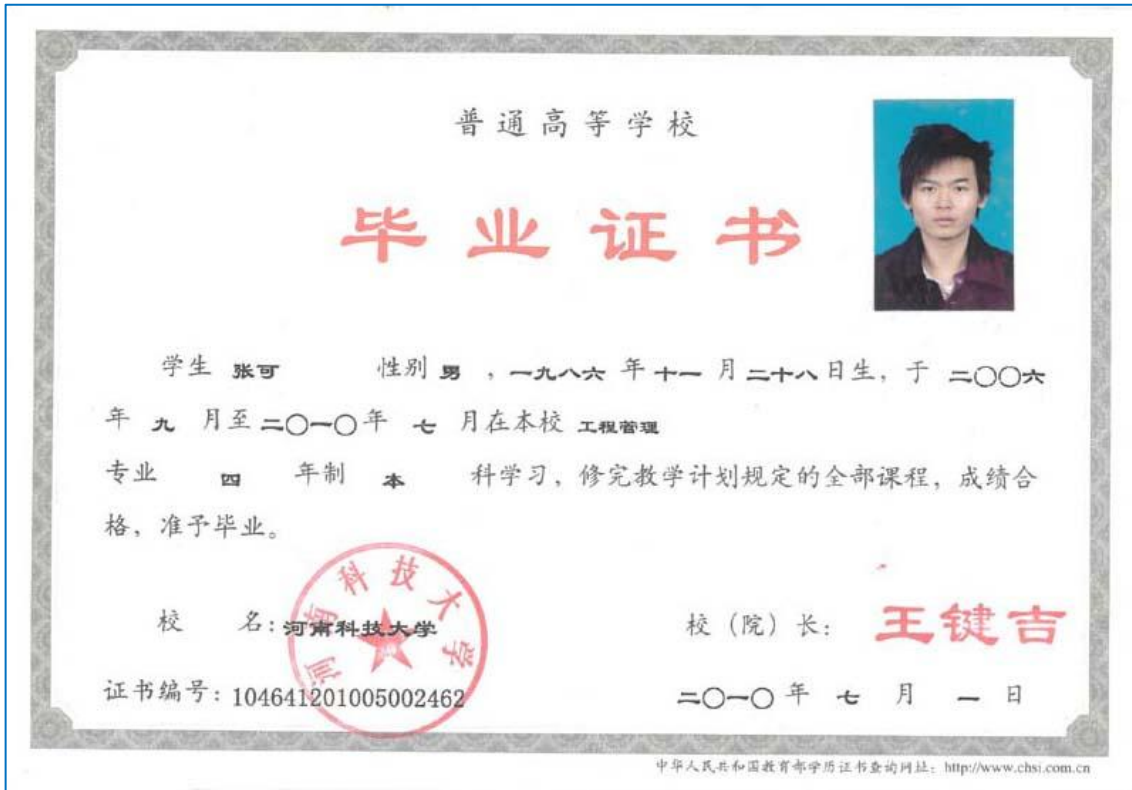 普通高等学校
毕业证书
学生 张可 性别 男 ，一九八六 年 十一 月 二十八 日生，于 二〇〇六
年 九 月至 二〇一〇 年 七 月在本校 工程管理
专业 四 年制 本 科学习，修完教学计划规定的全部课程，成绩合
格，准予毕业。
河南科技大学
校 名：河南科技大学 校（院）长： 王键吉
证书编号：104641201005002462 二〇一〇 年 七 月 一 日
中华人民共和国教育部学历证书查询网址：http://www.chsi.com.cn